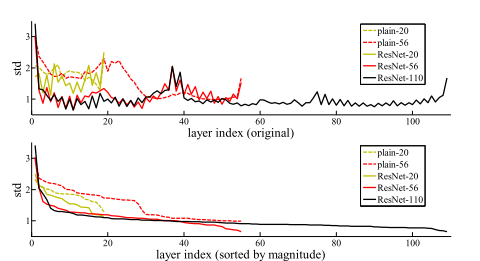 plain-20
plain-56
ResNet-20
ResNet-56
ResNet-110
3
2
1
std
1 20 40 60 80 100
layer index (original)
plain-20
plain-56
ResNet-20
ResNet-56
ResNet-110
3
2
1
std
0 20 40 60 80 100
layer index (sorted by magnitude)